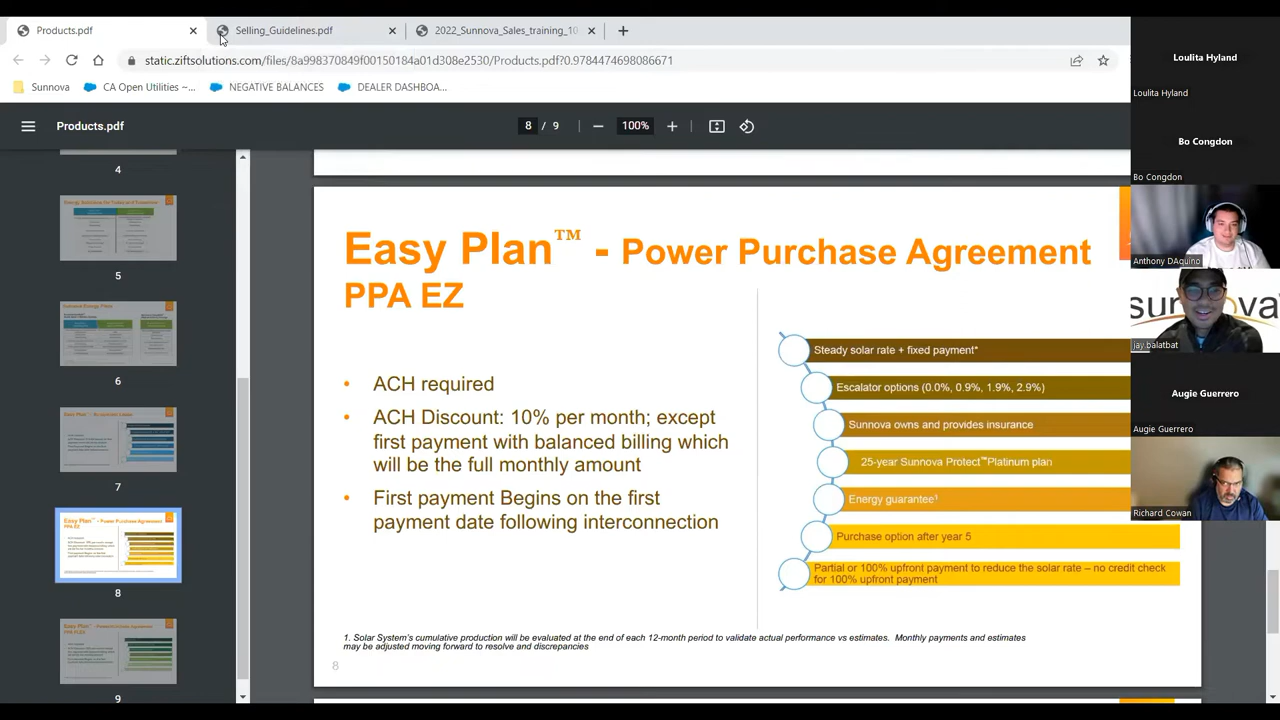 Products.pdf
Selling_Guidelines.pdf
2022_Sunnova_Sales_training_10
static.ziftsolutions.com/files/8a998370849f00150184a01d308e2530/Products.pdf?0.9784474698086671
Sunnova
CA Open Utilities ~...
NEGATIVE BALANCES
DEALER DASHBOA...
Products.pdf
8 / 9
100%
4
5
6
7
8
9
Easy Plan™ - Power Purchase Agreement
PPA EZ
• ACH required
• ACH Discount: 10% per month; except
first payment with balanced billing which
will be the full monthly amount
• First payment Begins on the first
payment date following interconnection
Steady solar rate + fixed payment*
Escalator options (0.0%, 0.9%, 1.9%, 2.9%)
Sunnova owns and provides insurance
25-year Sunnova Protect™Platinum plan
Energy guarantee¹
Purchase option after year 5
Partial or 100% upfront payment to reduce the solar rate – no credit check
for 100% upfront payment
1. Solar System's cumulative production will be evaluated at the end of each 12-month period to validate actual performance vs estimates. Monthly payments and estimates
may be adjusted moving forward to resolve and discrepancies
8
Loulita Hyland
Loulita Hyland
Bo Congdon
Bo Congdon
Anthony DAquino
sunnova
jay.balatbat
Augie Guerrero
Augie Guerrero
Richard Cowan